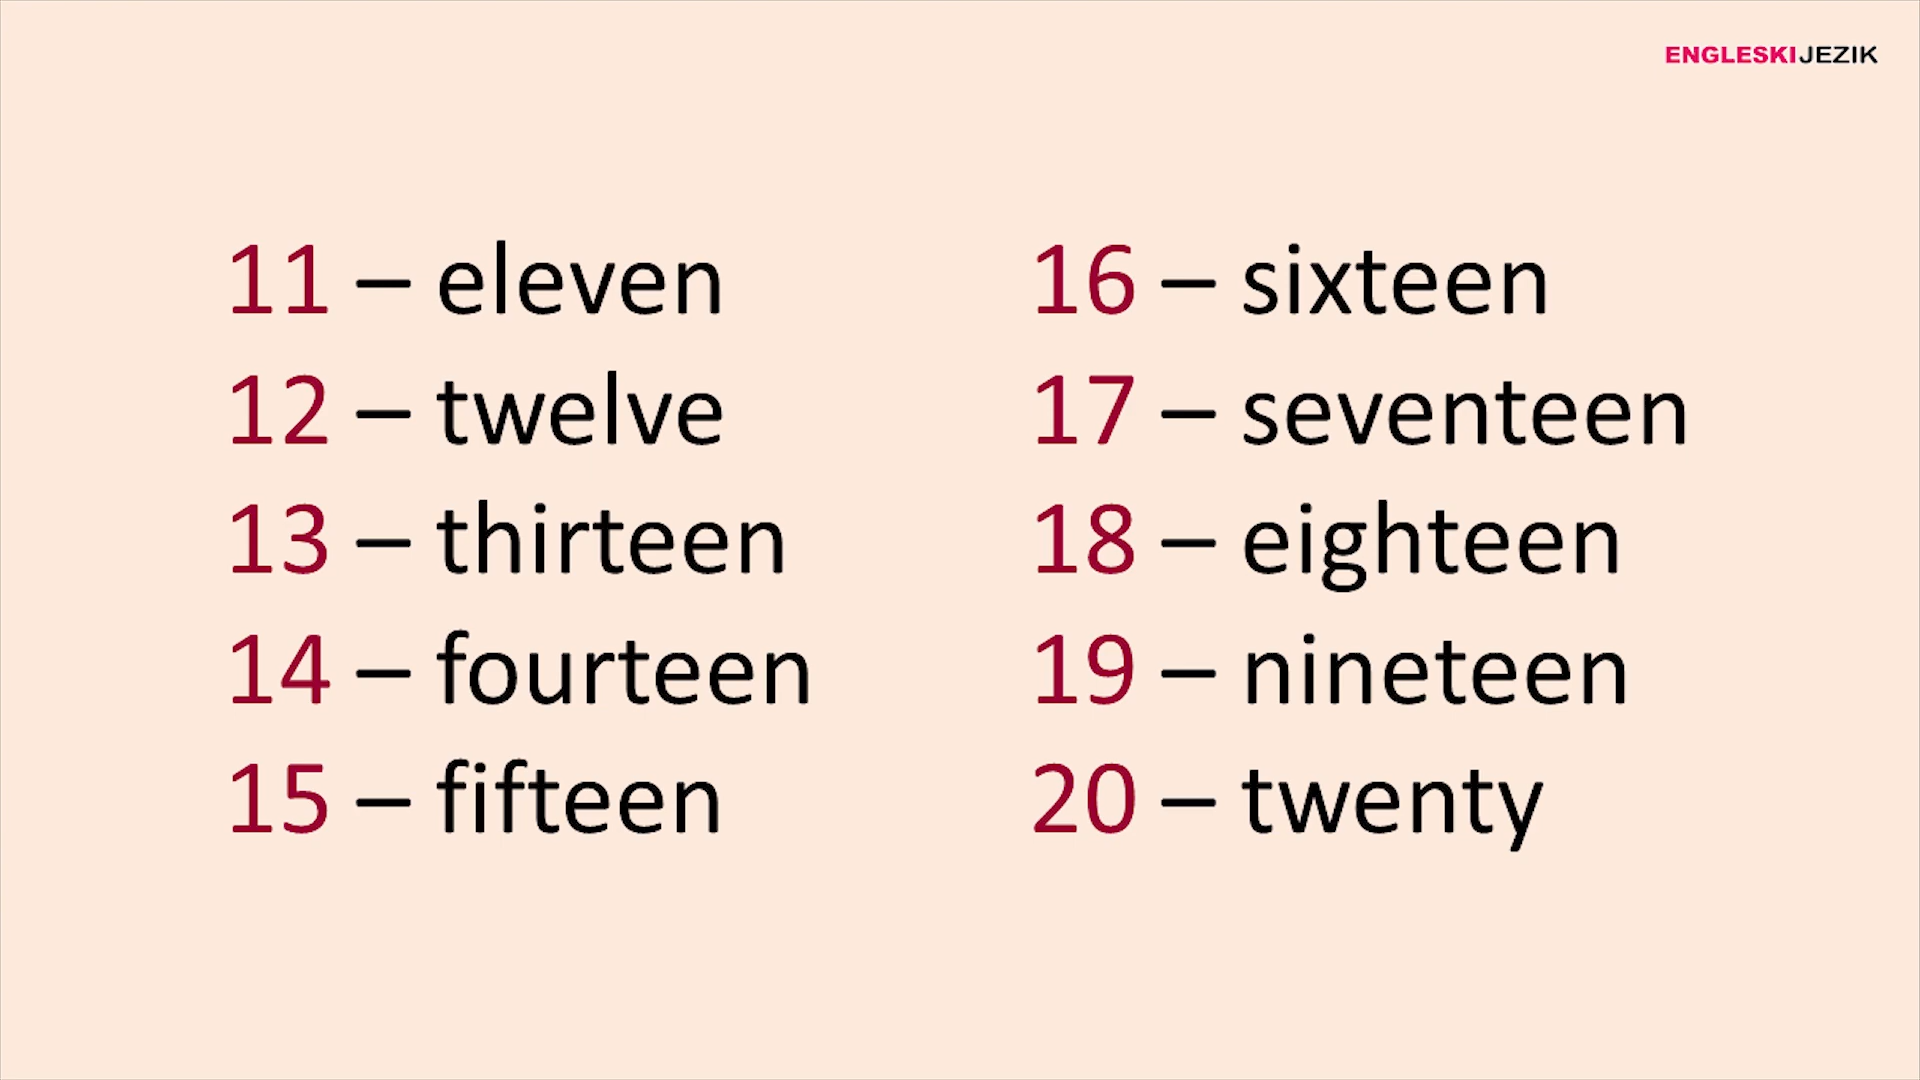 ENGLESKIJEZIK
11 – eleven
12 – twelve
13 – thirteen
14 – fourteen
15 – fifteen
16 – sixteen
17 – seventeen
18 – eighteen
19 – nineteen
20 – twenty